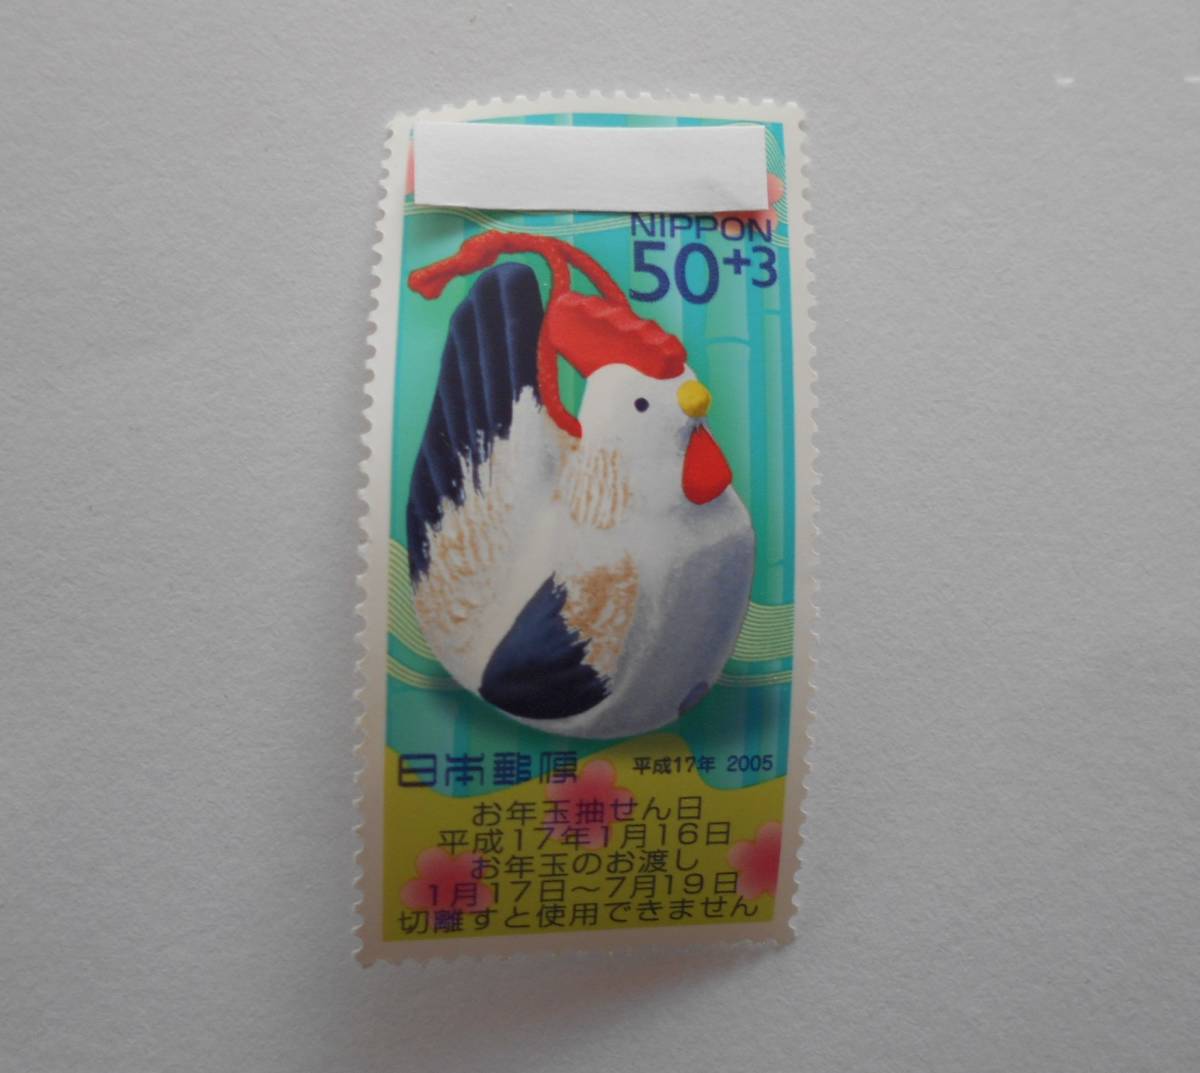 NIPPON
50+3
日本郵便 平成17年 2005
お年玉抽せん日
平成17年1月16日
お年玉のお渡し
1月17日～7月19日
切離すと使用できません